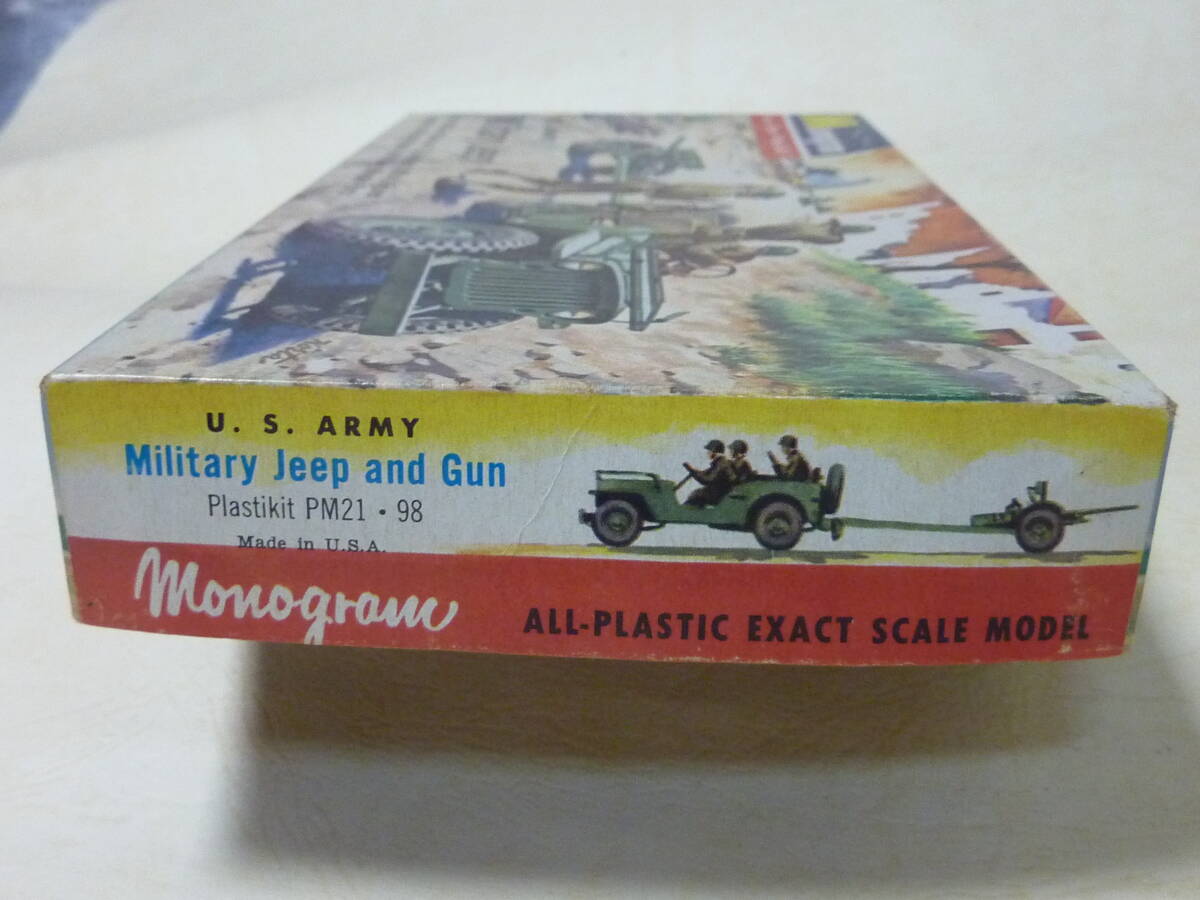 U. S. ARMY
Military Jeep and Gun
Plastikit PM21 • 98
Made in U.S.A.
Monogram
ALL-PLASTIC EXACT SCALE MODEL